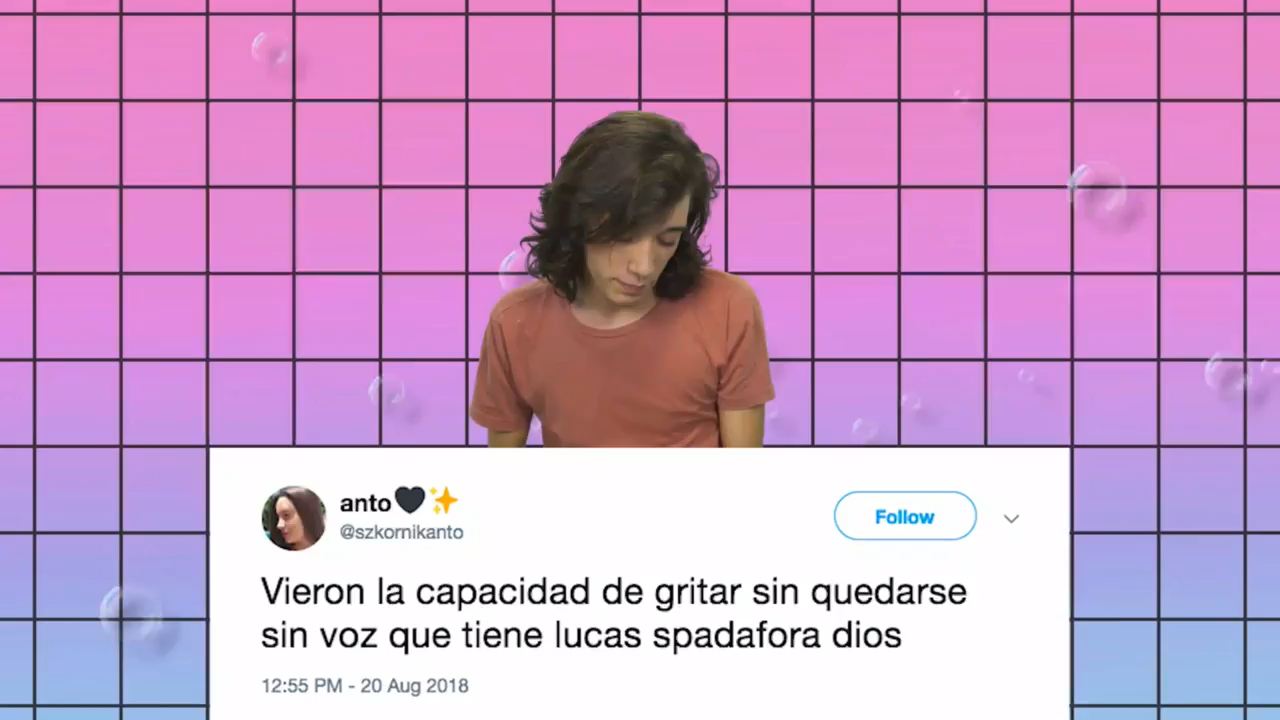 anto🖤✨
@szkornikanto
Follow
Vieron la capacidad de gritar sin quedarse
sin voz que tiene lucas spadafora dios
12:55 PM - 20 Aug 2018